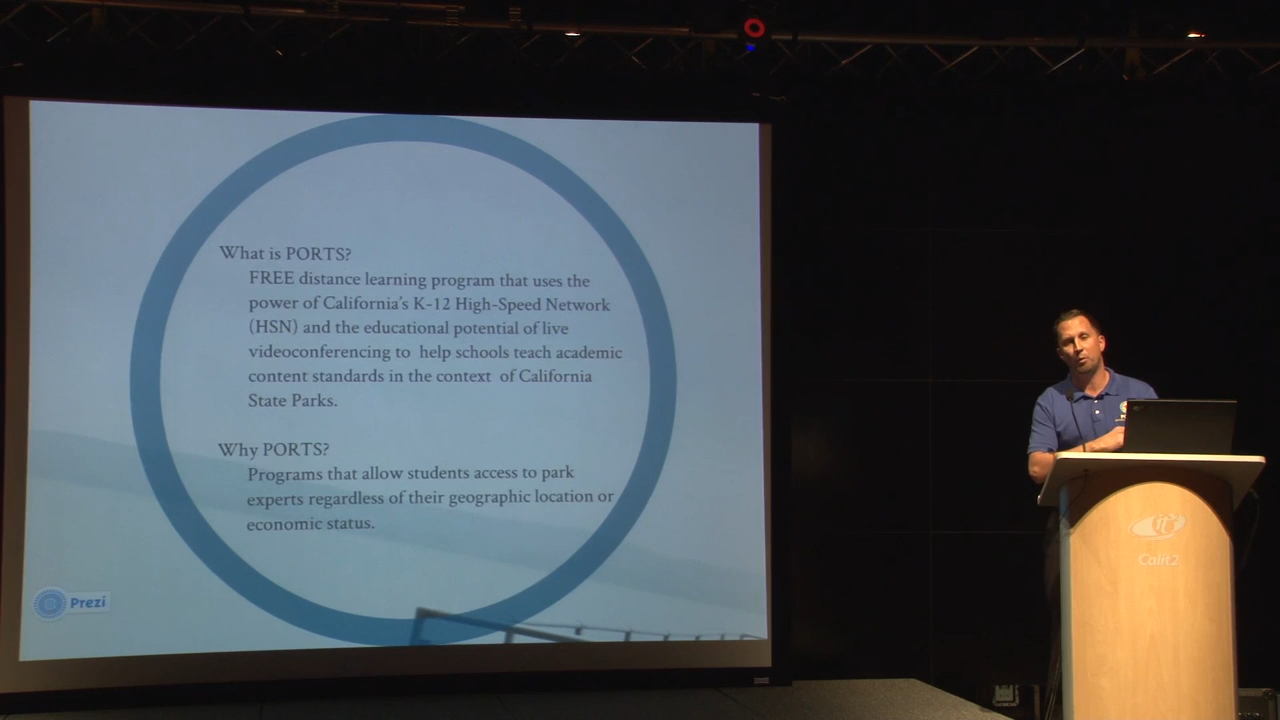 What is PORTS?
FREE distance learning program that uses the
power of California's K-12 High-Speed Network
(HSN) and the educational potential of live
videoconferencing to help schools teach academic
content standards in the context of California
State Parks.
Why PORTS?
Programs that allow students access to park
experts regardless of their geographic location or
economic status.
Prezi
it2
Calit2